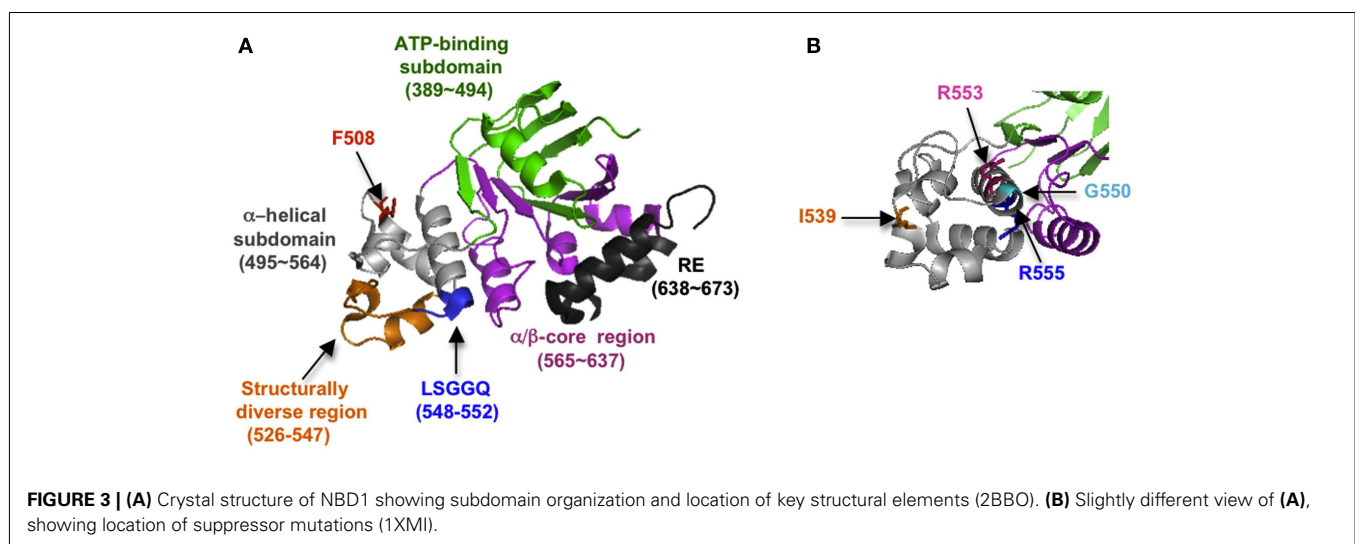 A
ATP-binding
subdomain
(389~494)
F508
α–helical
subdomain
(495~564)
RE
(638~673)
α/β-core region
(565~637)
Structurally
diverse region
(526-547)
LSGGQ
(548-552)
B
R553
G550
I539
R555
FIGURE 3 | (A) Crystal structure of NBD1 showing subdomain organization and location of key structural elements (2BBO). (B) Slightly different view of (A),
showing location of suppressor mutations (1XMI).